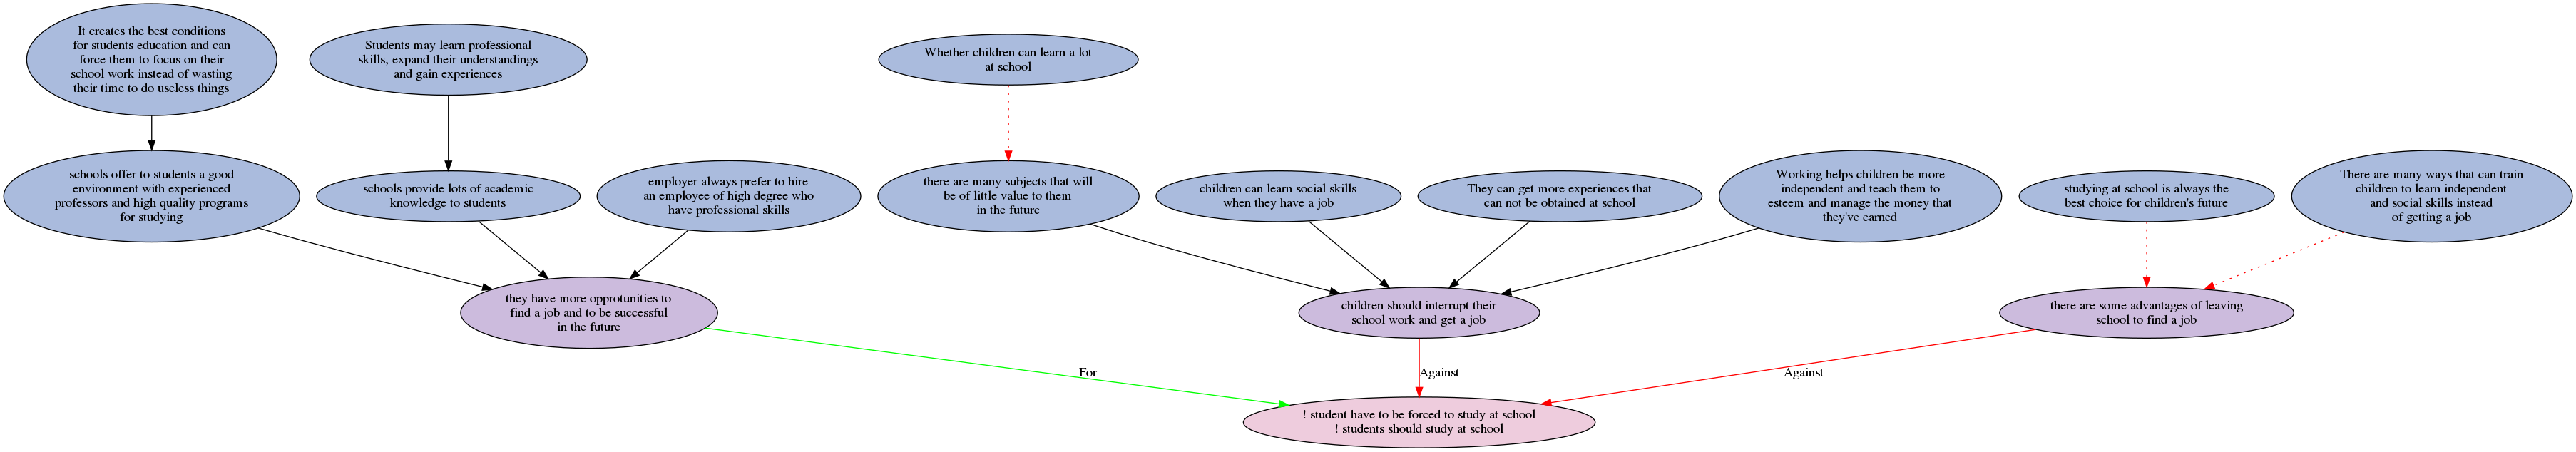 It creates the best conditions
for students education and can
force them to focus on their
school work instead of wasting
their time to do useless things
Students may learn professional
skills, expand their understandings
and gain experiences
Whether children can learn a lot
at school
schools offer to students a good
environment with experienced
professors and high quality programs
for studying
schools provide lots of academic
knowledge to students
employer always prefer to hire
an employee of high degree who
have professional skills
there are many subjects that will
be of little value to them
in the future
children can learn social skills
when they have a job
They can get more experiences that
can not be obtained at school
Working helps children be more
independent and teach them to
esteem and manage the money that
they've earned
studying at school is always the
best choice for children's future
There are many ways that can train
children to learn independent
and social skills instead
of getting a job
they have more opprotunities to
find a job and to be successful
in the future
children should interrupt their
school work and get a job
there are some advantages of leaving
school to find a job
For
Against
Against
! student have to be forced to study at school
! students should study at school